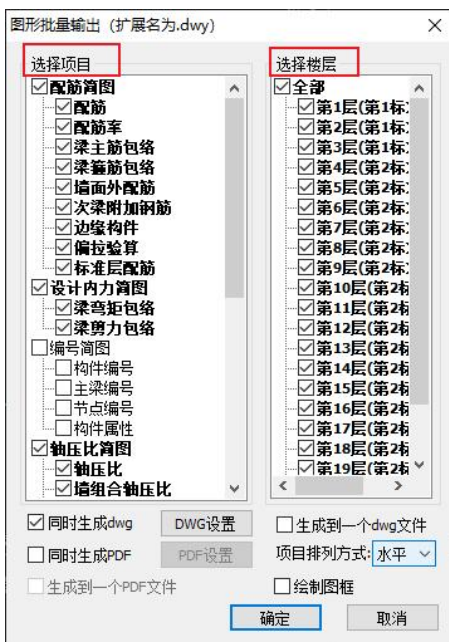 图形批量输出（扩展名为.dwy）
选择项目
配筋简图
配筋
配筋率
梁主筋包络
梁箍筋包络
墙面外配筋
次梁附加钢筋
边缘构件
偏拉验算
标准层配筋
设计内力简图
梁弯矩包络
梁剪力包络
编号简图
构件编号
主梁编号
节点编号
构件属性
轴压比简图
轴压比
墙组合轴压比
选择楼层
全部
第1层(第1标
第2层(第1标
第3层(第1标
第4层(第2标
第5层(第2标
第6层(第2标
第7层(第2标
第8层(第2标
第9层(第2标
第10层(第2标
第11层(第2标
第12层(第2标
第13层(第2标
第14层(第2标
第15层(第2标
第16层(第2标
第17层(第2标
第18层(第2标
第19层(第2标
同时生成dwg
DWG设置
同时生成PDF
PDF设置
生成到一个PDF文件
生成到一个dwg文件
项目排列方式: 水平
绘制图框
确定
取消